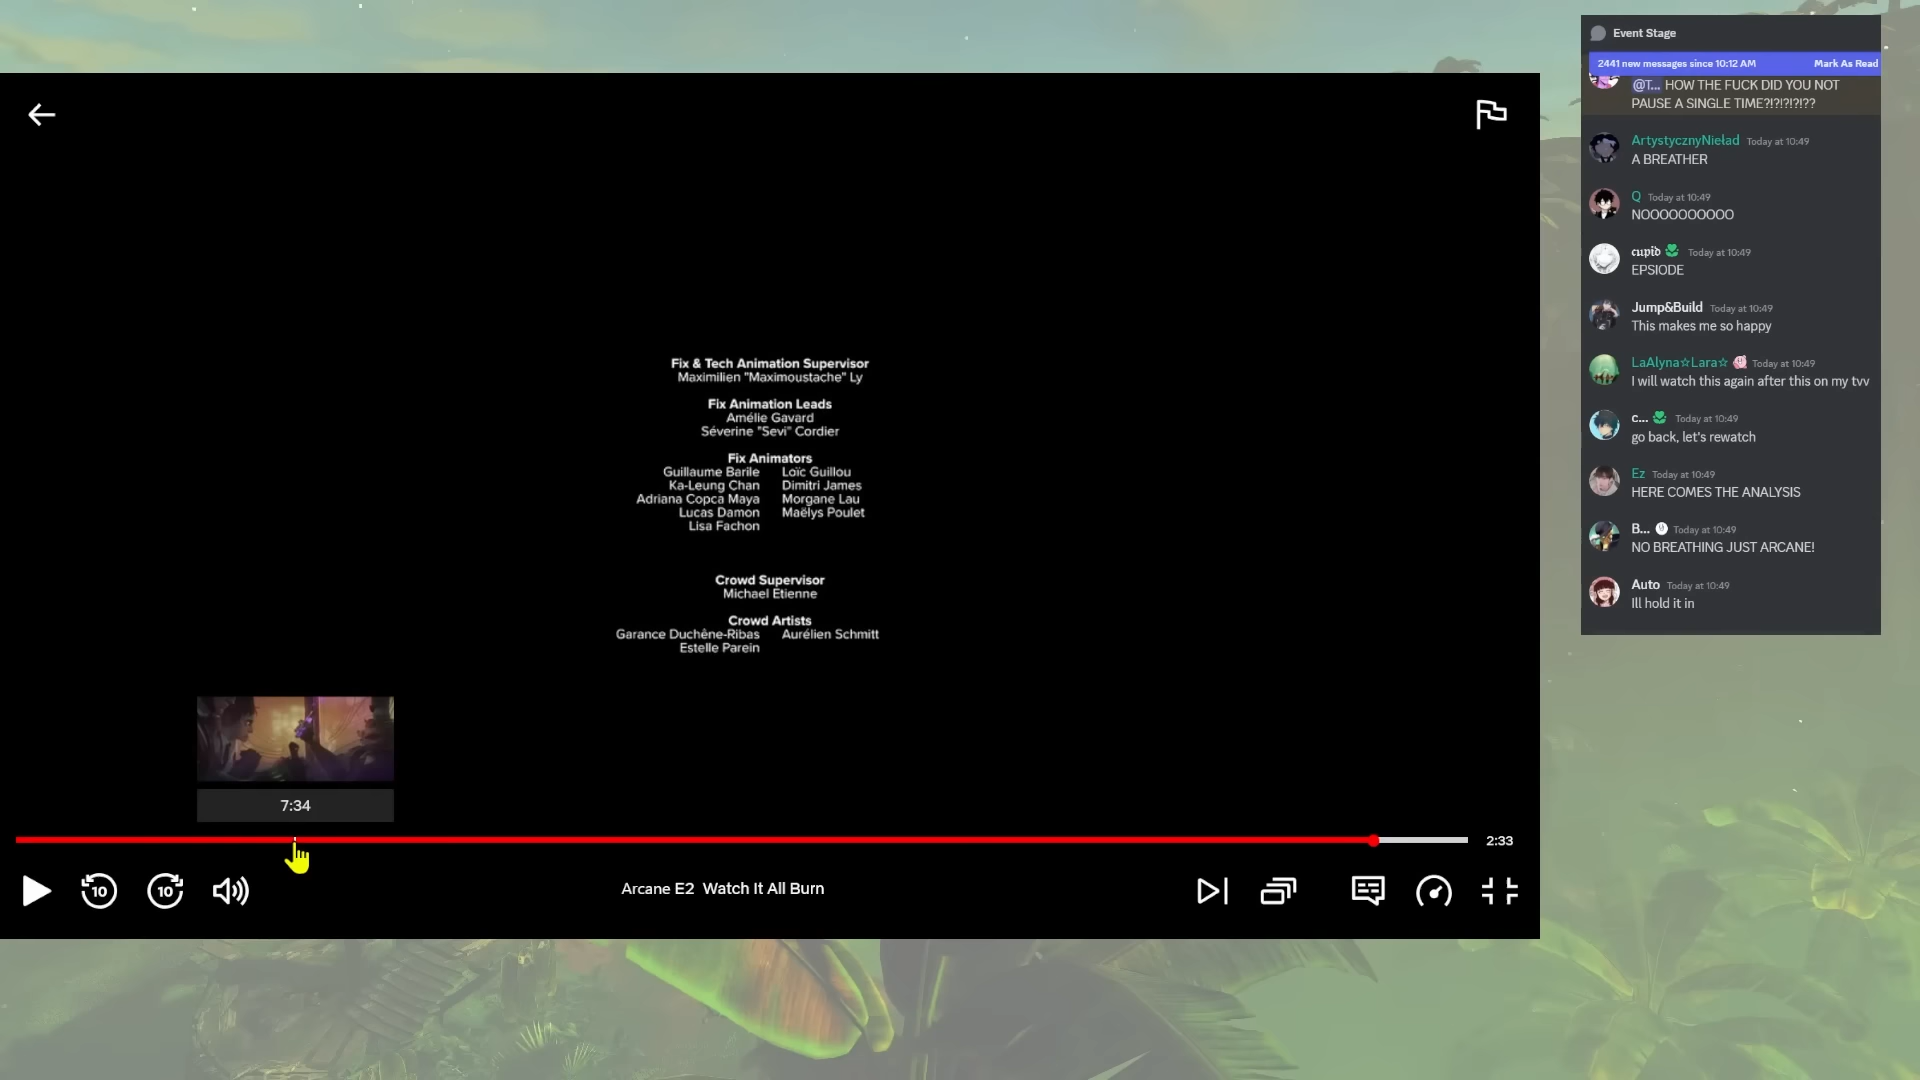 Event Stage
2441 new messages since 10:12 AM Mark As Read
@T... HOW THE FUCK DID YOU NOT
PAUSE A SINGLE TIME?!?!?!?!??
ArtystycznyNieład Today at 10:49
A BREATHER
Q Today at 10:49
NOOOOOOOOOO
cupid Today at 10:49
EPSIODE
Jump&Build Today at 10:49
This makes me so happy
LaAlyna☆Lara☆ Today at 10:49
I will watch this again after this on my tvv
c... Today at 10:49
go back, let's rewatch
Ez Today at 10:49
HERE COMES THE ANALYSIS
B... Today at 10:49
NO BREATHING JUST ARCANE!
Auto Today at 10:49
Ill hold it in
Fix & Tech Animation Supervisor
Maximilien "Maximoustache" Ly
Fix Animation Leads
Amélie Gavard
Séverine "Sevi" Cordier
Fix Animators
Guillaume Barile Loïc Guillou
Ka-Leung Chan Dimitri James
Adriana Copca Maya Morgane Lau
Lucas Damon Maëlys Poulet
Lisa Fachon
Crowd Supervisor
Michael Etienne
Crowd Artists
Garance Duchêne-Ribas Aurélien Schmitt
Estelle Parein
7:34
2:33
10 10
Arcane E2 Watch It All Burn